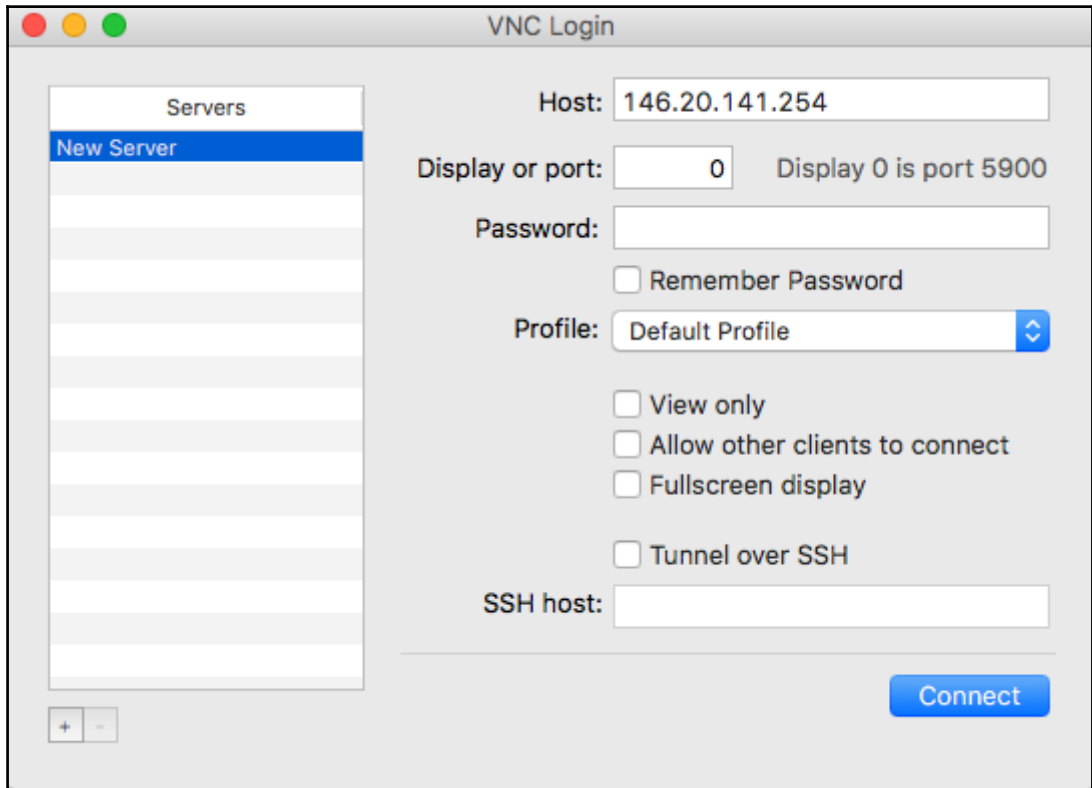 VNC Login
Servers
New Server
+ -
Host: 146.20.141.254
Display or port: 0 Display 0 is port 5900
Password:
Remember Password
Profile: Default Profile
View only
Allow other clients to connect
Fullscreen display
Tunnel over SSH
SSH host:
Connect